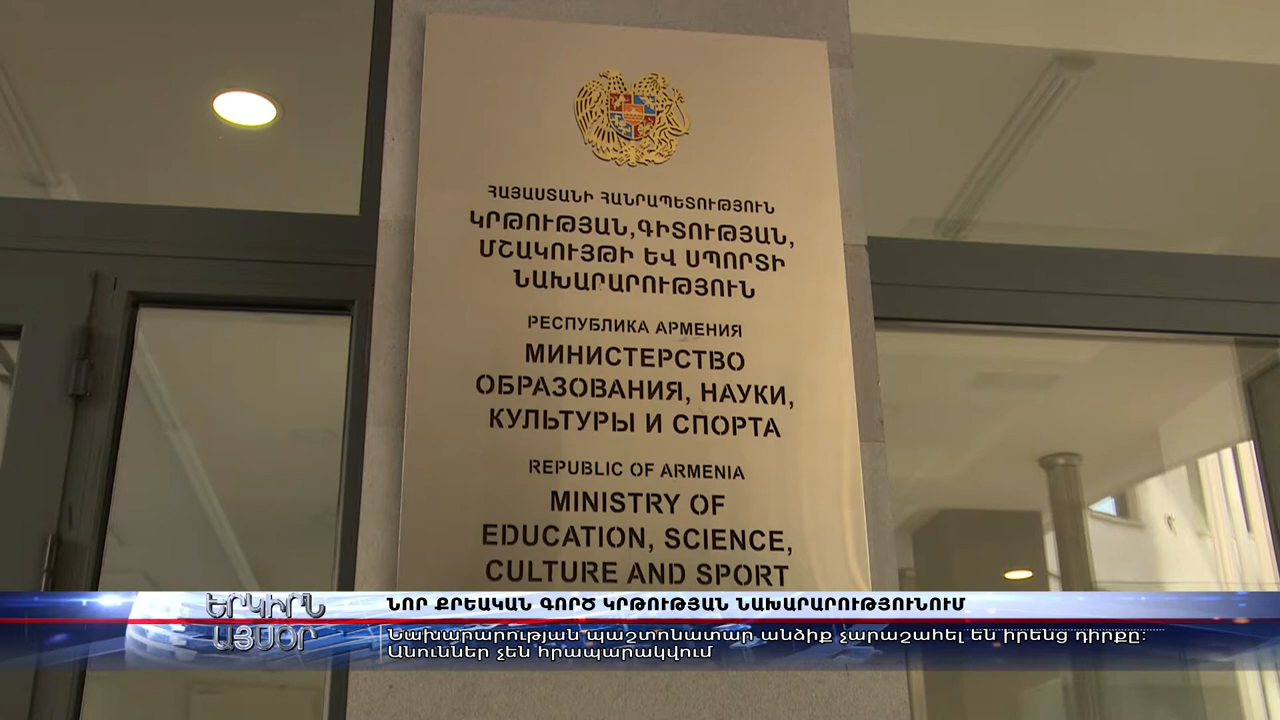 ՀԱՅԱՍՏԱՆԻ ՀԱՆՐԱՊԵՏՈՒԹՅՈՒՆ
ԿՐԹՈՒԹՅԱՆ,ԳԻՏՈՒԹՅԱՆ,
ՄՇԱԿՈՒՅԹԻ ԵՎ ՍՊՈՐՏԻ
ՆԱԽԱՐԱՐՈՒԹՅՈՒՆ
РЕСПУБЛИКА АРМЕНИЯ
МИНИСТЕРСТВО
ОБРАЗОВАНИЯ, НАУКИ,
КУЛЬТУРЫ И СПОРТА
REPUBLIC OF ARMENIA
MINISTRY OF
EDUCATION, SCIENCE,
CULTURE AND SPORT
ԵՐԿԻՐՆ
ԱՅՍՕՐ
ՆՈՐ ՔՐԵԱԿԱՆ ԳՈՐԾ ԿՐԹՈՒԹՅԱՆ ՆԱԽԱՐԱՐՈՒԹՅՈՒՆՈՒՄ
Նախարարության պաշտոնատար անձիք չարաշահել են իրենց դիրքը:
Անուններ չեն հրապարակվում